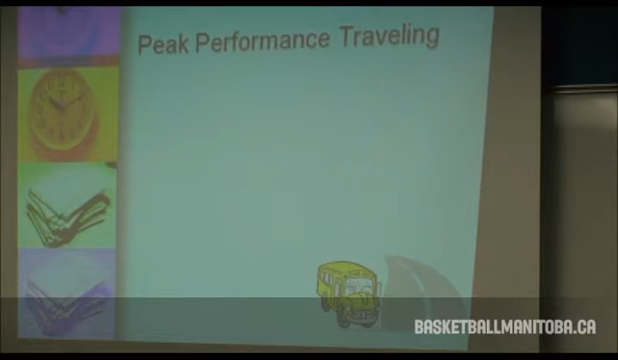 Peak Performance Traveling
BASKETBALLMANITOBA.CA